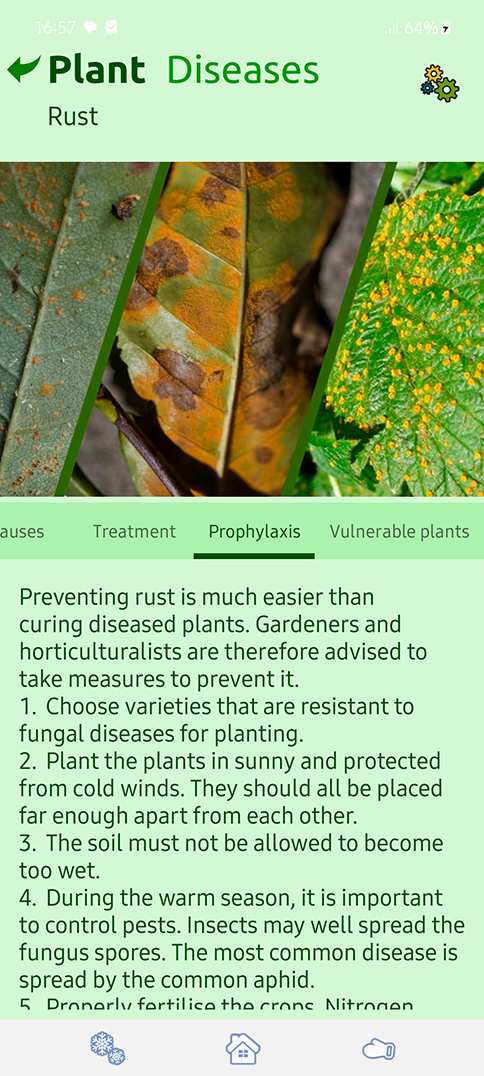 16:57 64%
Plant Diseases
Rust
auses Treatment Prophylaxis Vulnerable plants
Preventing rust is much easier than
curing diseased plants. Gardeners and
horticulturalists are therefore advised to
take measures to prevent it.
1. Choose varieties that are resistant to
fungal diseases for planting.
2. Plant the plants in sunny and protected
from cold winds. They should all be placed
far enough apart from each other.
3. The soil must not be allowed to become
too wet.
4. During the warm season, it is important
to control pests. Insects may well spread the
fungus spores. The most common disease is
spread by the common aphid.
5. Properly fertilise the crops. Nitrogen